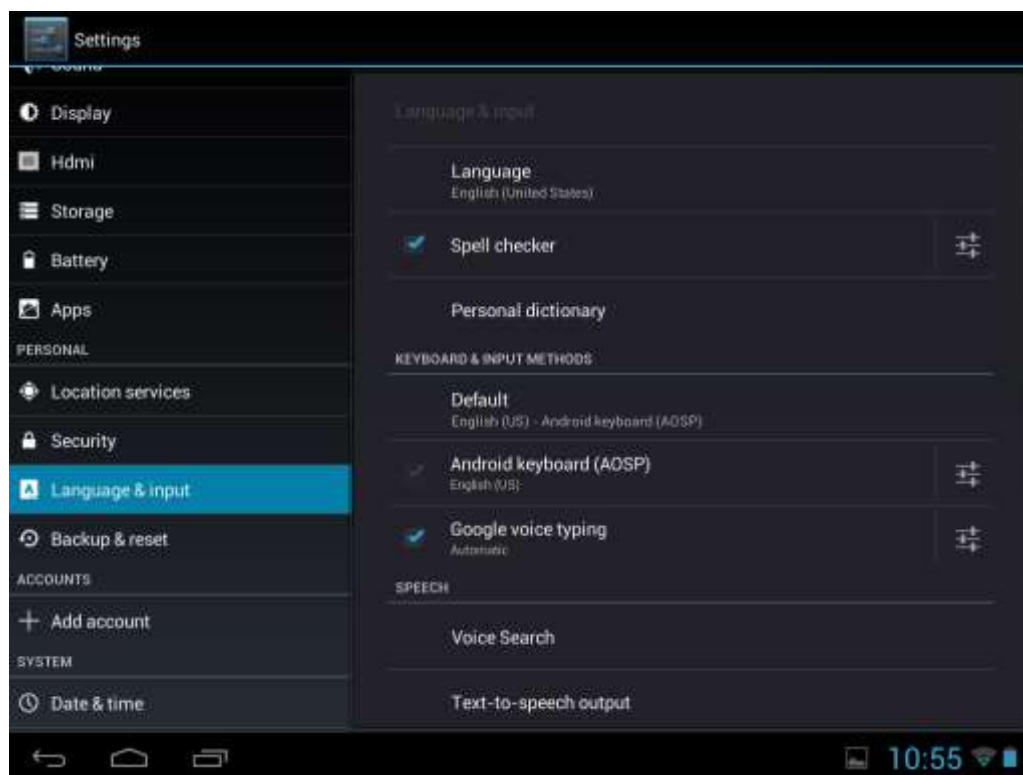 Settings
Sound
Display
Hdmi
Storage
Battery
Apps
PERSONAL
Location services
Security
Language & input
Backup & reset
ACCOUNTS
Add account
SYSTEM
Date & time
Language & input
Language
English (United States)
Spell checker
Personal dictionary
KEYBOARD & INPUT METHODS
Default
English (US) - Android keyboard (AOSP)
Android keyboard (AOSP)
English (US)
Google voice typing
Automatic
SPEECH
Voice Search
Text-to-speech output
10:55